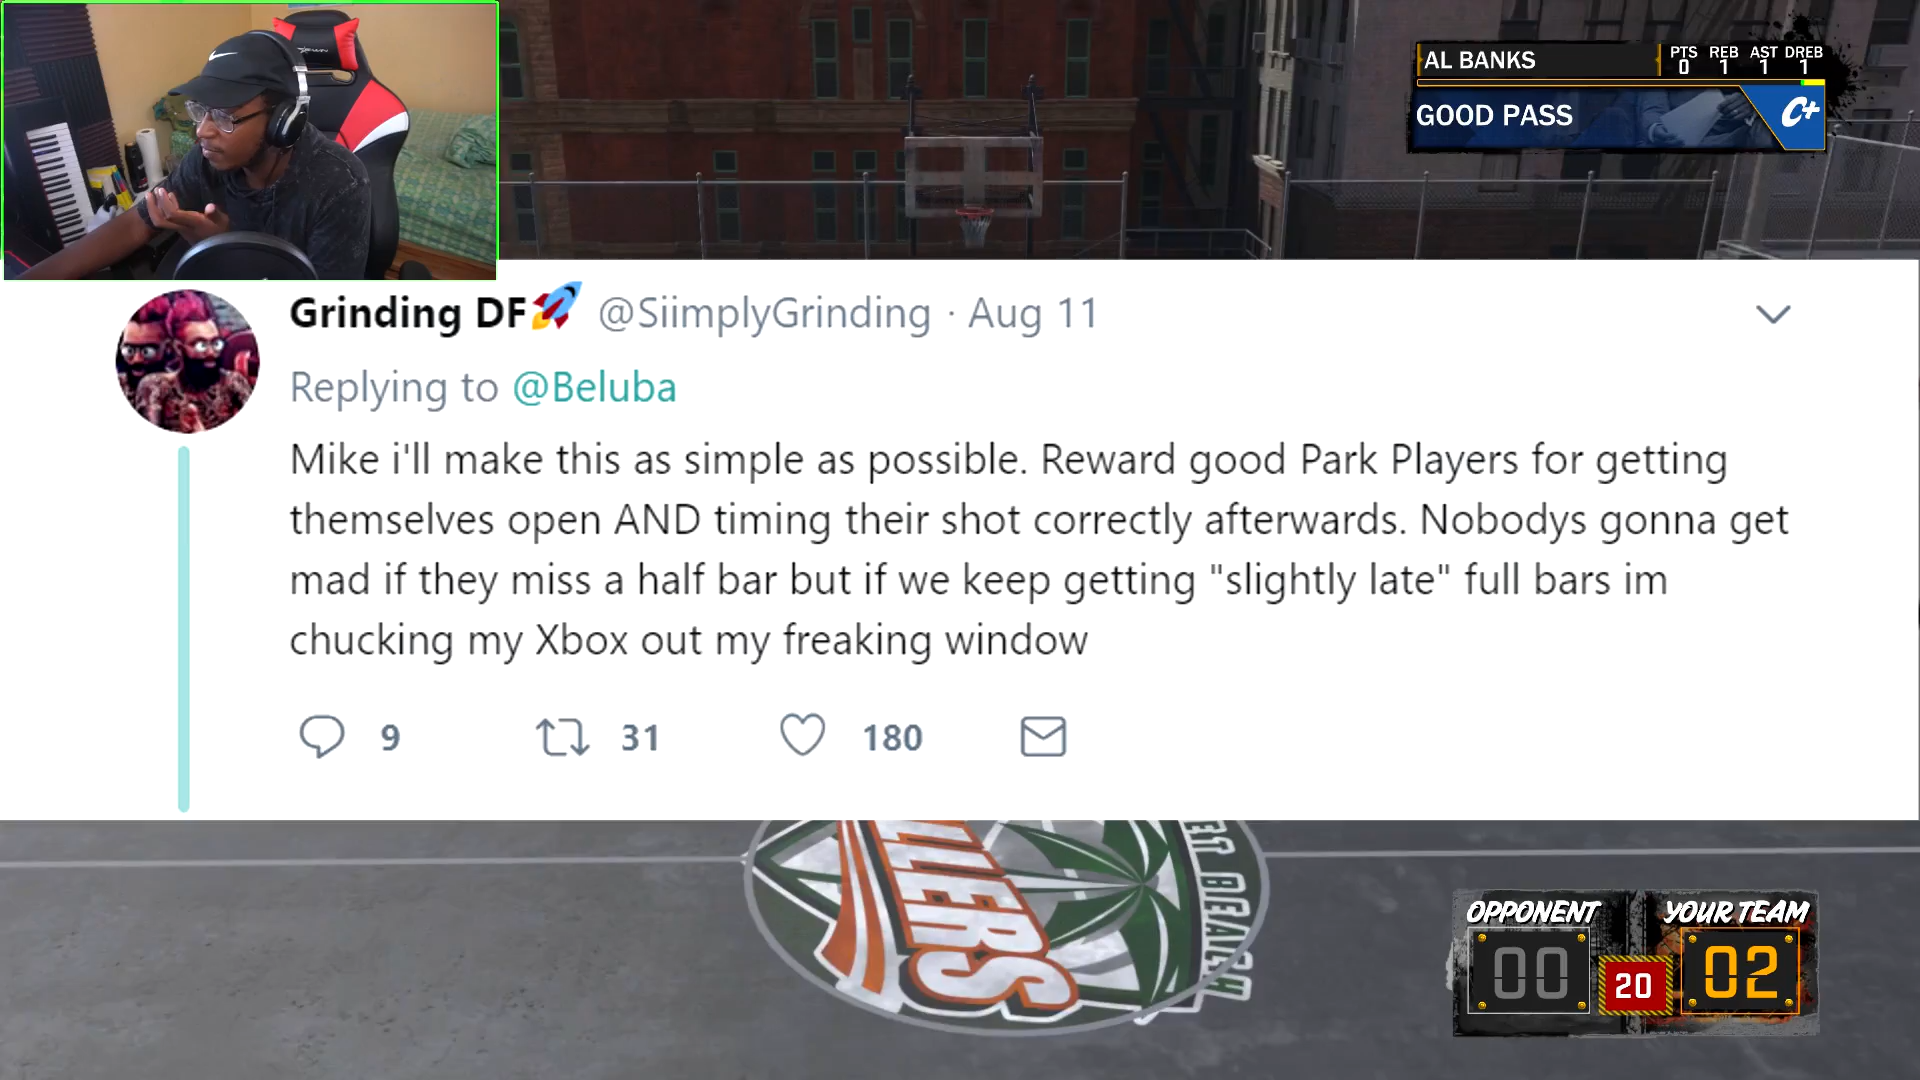 AL BANKS
PTS REB AST DREB
0 1 1 1
GOOD PASS
C+
Grinding DF🚀 @SiimplyGrinding · Aug 11
Replying to @Beluba
Mike i'll make this as simple as possible. Reward good Park Players for getting
themselves open AND timing their shot correctly afterwards. Nobodys gonna get
mad if they miss a half bar but if we keep getting "slightly late" full bars im
chucking my Xbox out my freaking window
9 31 180
OPPONENT YOUR TEAM
00 20 02